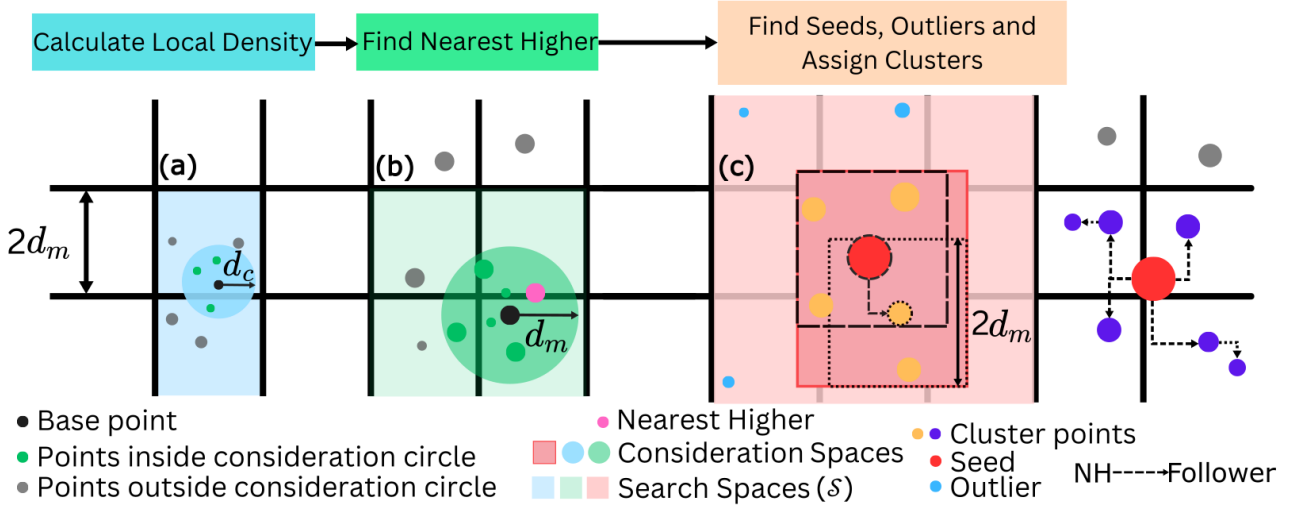 Calculate Local Density
Find Nearest Higher
Find Seeds, Outliers and
Assign Clusters
(a)
(b)
(c)
2d_m
d_c
d_m
2d_m
Base point
Points inside consideration circle
Points outside consideration circle
Nearest Higher
Consideration Spaces
Search Spaces (𝒮)
Cluster points
Seed
Outlier
NH
Follower